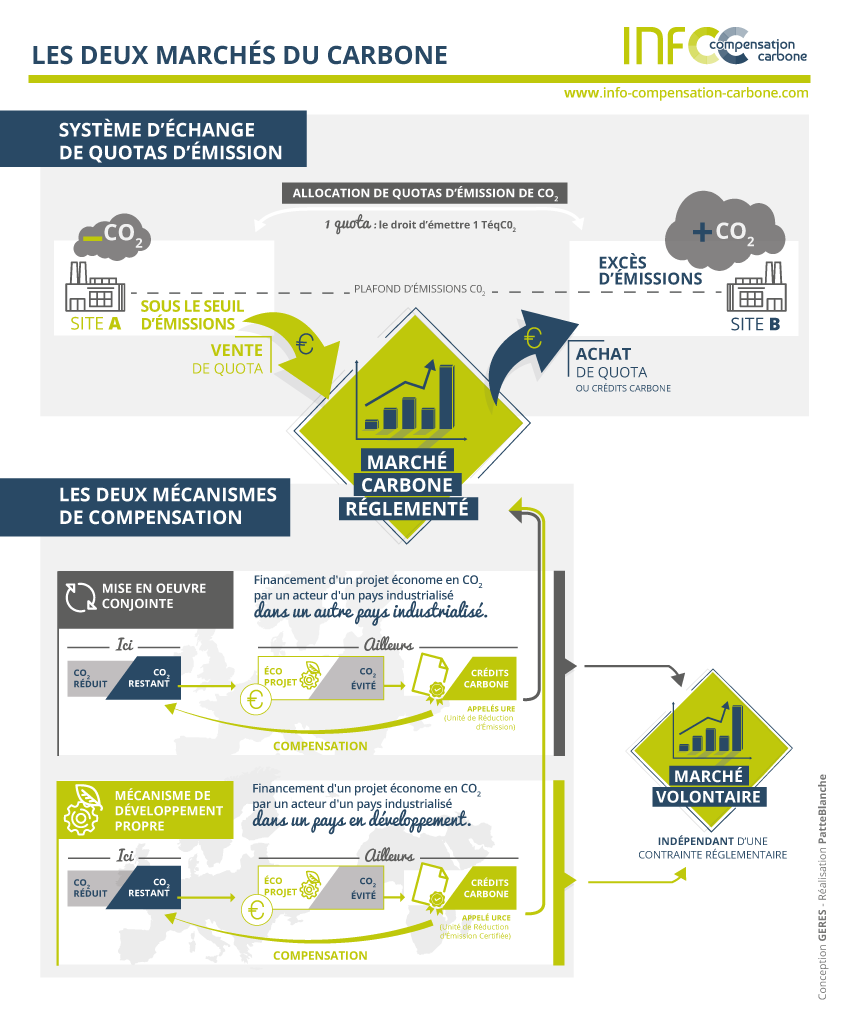 LES DEUX MARCHÉS DU CARBONE
INFCC compensation
carbone
www.info-compensation-carbone.com
SYSTÈME D'ÉCHANGE
DE QUOTAS D'ÉMISSION
ALLOCATION DE QUOTAS D'ÉMISSION DE CO2
1 quota : le droit d'émettre 1 TéqC02
–CO2
+CO2
EXCÈS
D'ÉMISSIONS
PLAFOND D'ÉMISSIONS C02
SOUS LE SEUIL
D'ÉMISSIONS
SITE A
SITE B
€
€
VENTE
DE QUOTA
ACHAT
DE QUOTA
OU CRÉDITS CARBONE
MARCHÉ
CARBONE
RÉGLEMENTÉ
LES DEUX MÉCANISMES
DE COMPENSATION
MISE EN OEUVRE
CONJOINTE
Financement d'un projet économe en CO2
par un acteur d'un pays industrialisé
dans un autre pays industrialisé.
Ici
Ailleurs
CO2
RÉDUIT
CO2
RESTANT
€
ÉCO
PROJET
CO2
ÉVITÉ
CRÉDITS
CARBONE
APPELÉS URE
(Unité de Réduction
d'Émission)
COMPENSATION
MARCHÉ
VOLONTAIRE
INDÉPENDANT D'UNE
CONTRAINTE RÉGLEMENTAIRE
MÉCANISME DE
DÉVELOPPEMENT
PROPRE
Financement d'un projet économe en CO2
par un acteur d'un pays industrialisé
dans un pays en développement.
Ici
Ailleurs
CO2
RÉDUIT
CO2
RESTANT
€
ÉCO
PROJET
CO2
ÉVITÉ
CRÉDITS
CARBONE
APPELÉ URCE
(Unité de Réduction
d'Émission Certifiée)
COMPENSATION
Conception GERES - Réalisation PatteBlanche